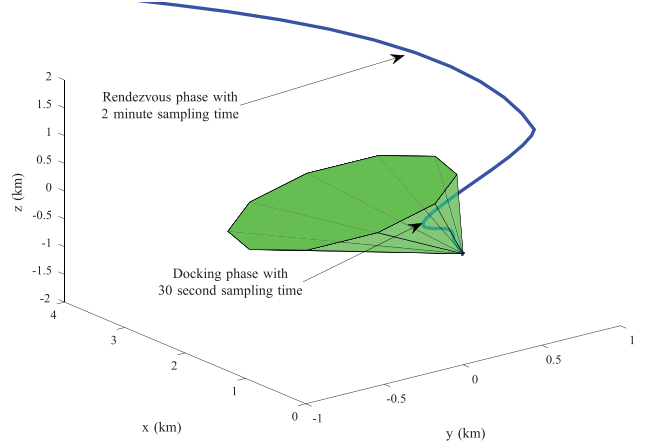 Rendezvous phase with
2 minute sampling time
2
1.5
1
0.5
0
-0.5
-1
-1.5
-2
z (km)
Docking phase with
30 second sampling time
4
3
2
1
0
x (km)
-1
-0.5
0
0.5
1
y (km)